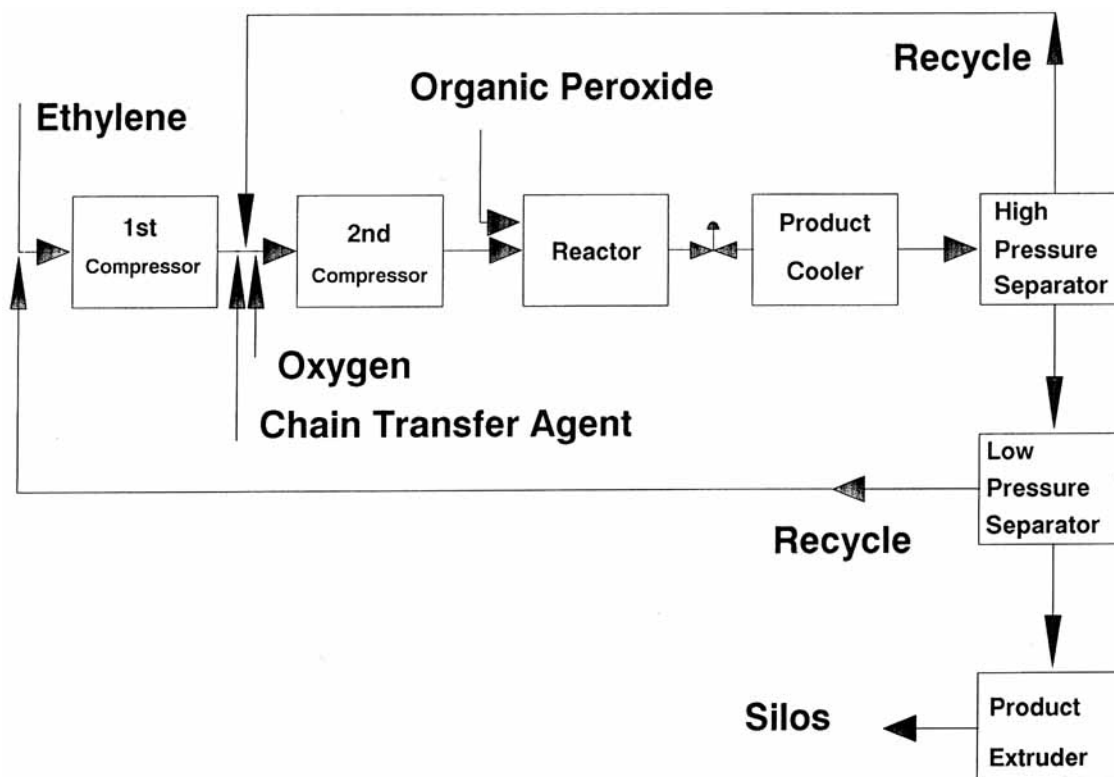 Recycle
Organic Peroxide
Ethylene
1st
Compressor
2nd
Compressor
Reactor
Product
Cooler
High
Pressure
Separator
Oxygen
Chain Transfer Agent
Low
Pressure
Separator
Recycle
Silos
Product
Extruder